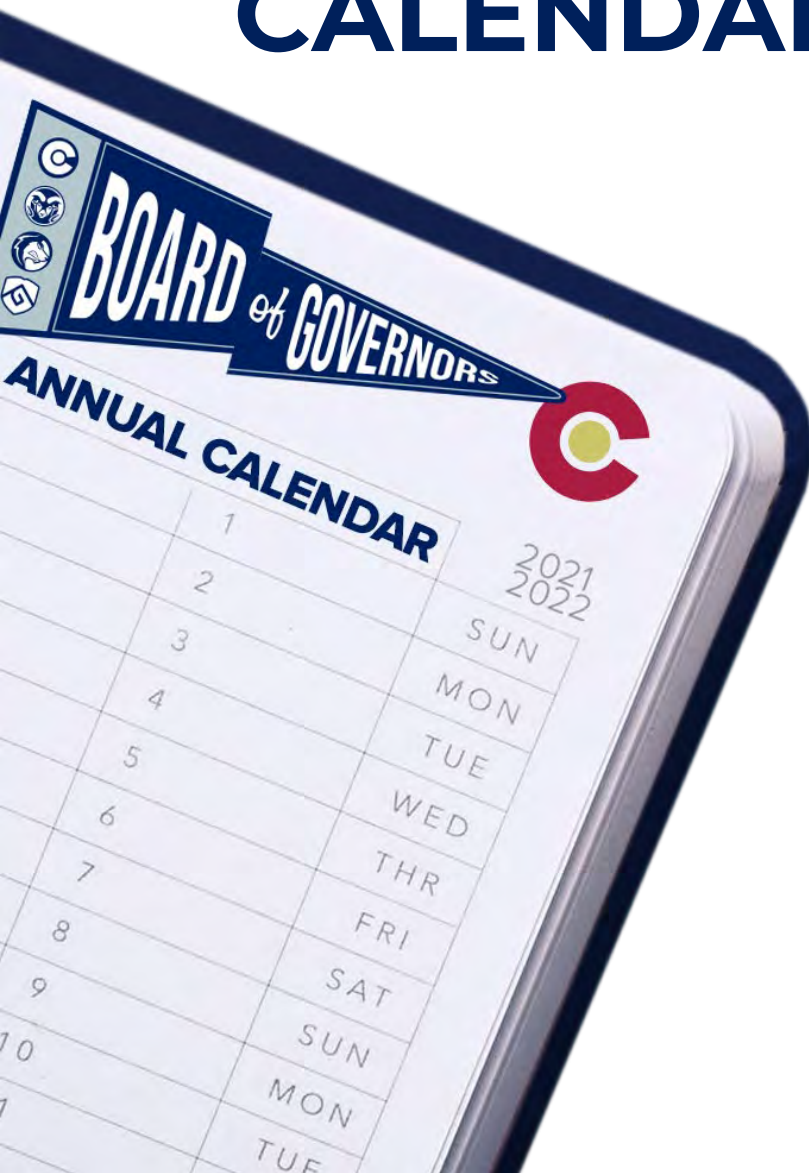 CALENDAR
BOARD of GOVERNORS
ANNUAL CALENDAR
2021
2022
1 SUN
2 MON
3 TUE
4 WED
5 THR
6 FRI
7 SAT
8 SUN
9 MON
10 TUE